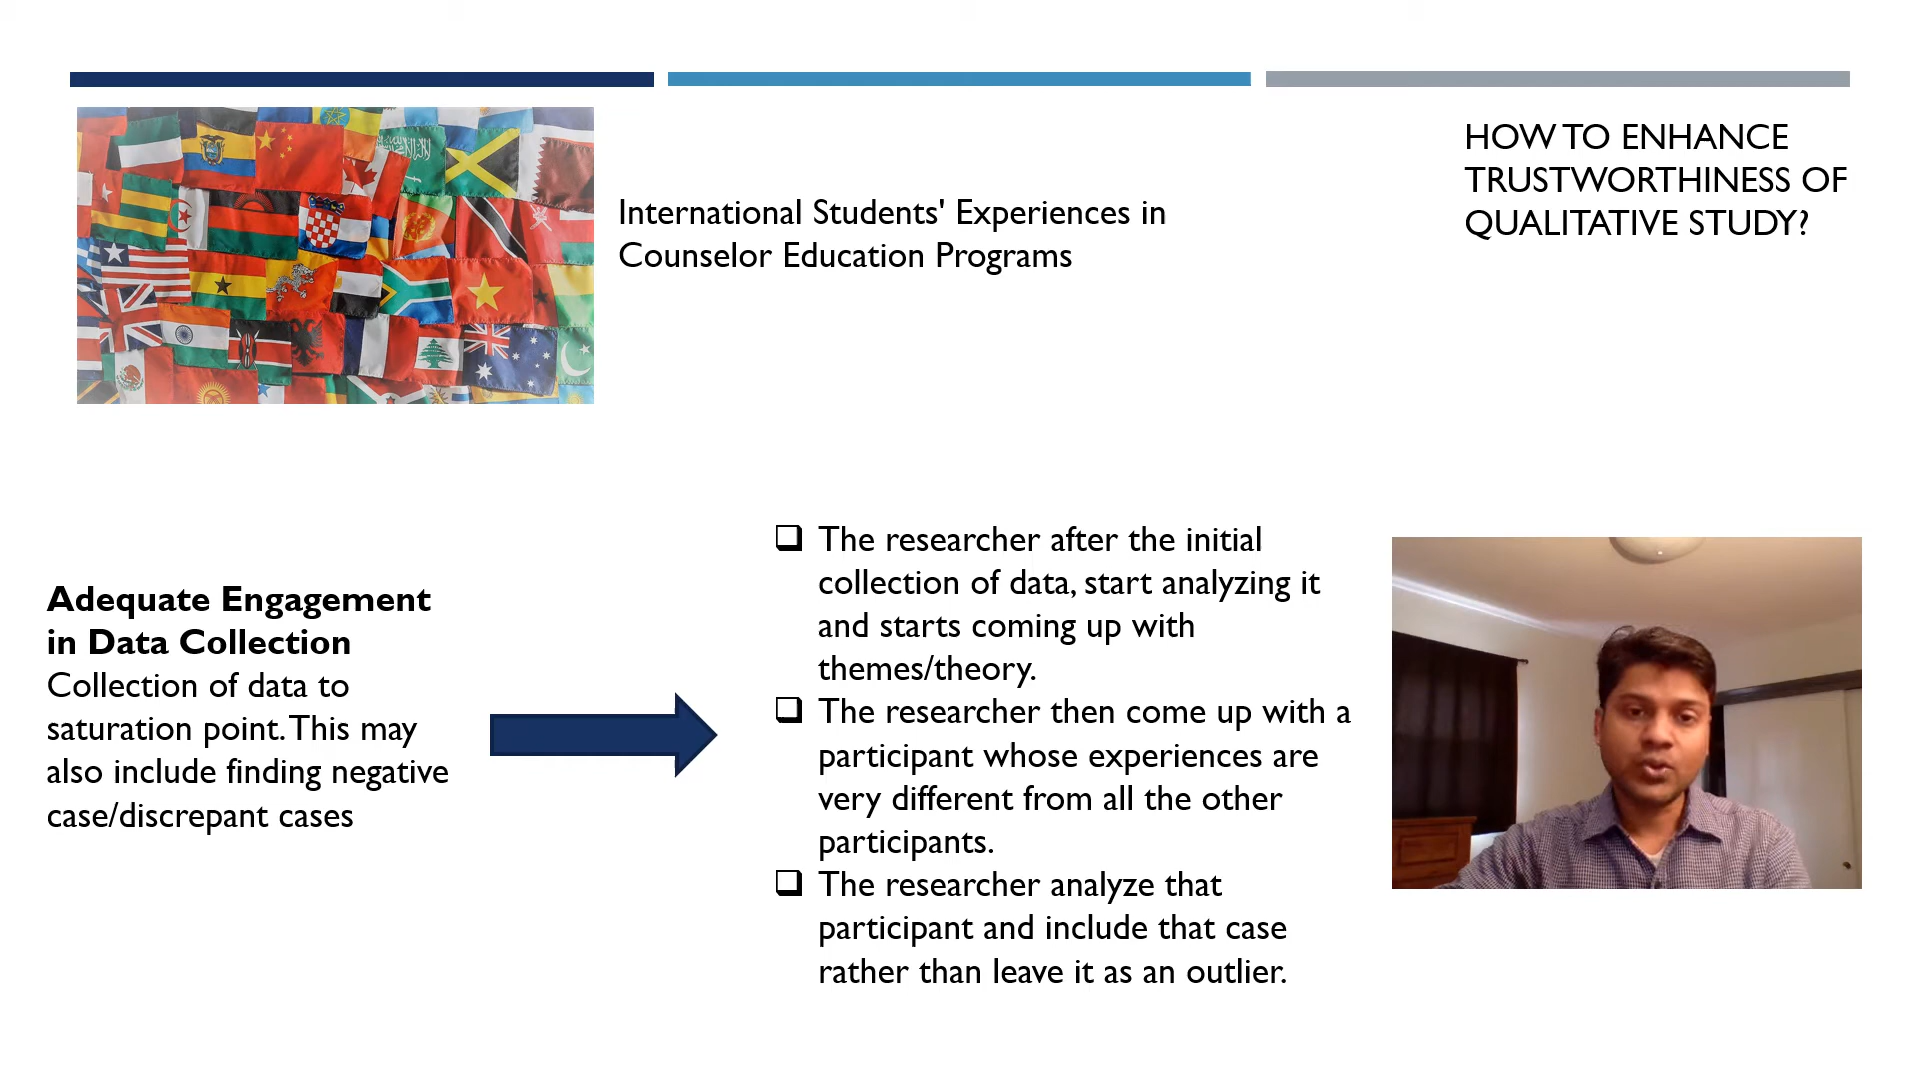 HOW TO ENHANCE
TRUSTWORTHINESS OF
QUALITATIVE STUDY?
International Students' Experiences in
Counselor Education Programs
Adequate Engagement
in Data Collection
Collection of data to
saturation point. This may
also include finding negative
case/discrepant cases
❑ The researcher after the initial
collection of data, start analyzing it
and starts coming up with
themes/theory.
❑ The researcher then come up with a
participant whose experiences are
very different from all the other
participants.
❑ The researcher analyze that
participant and include that case
rather than leave it as an outlier.